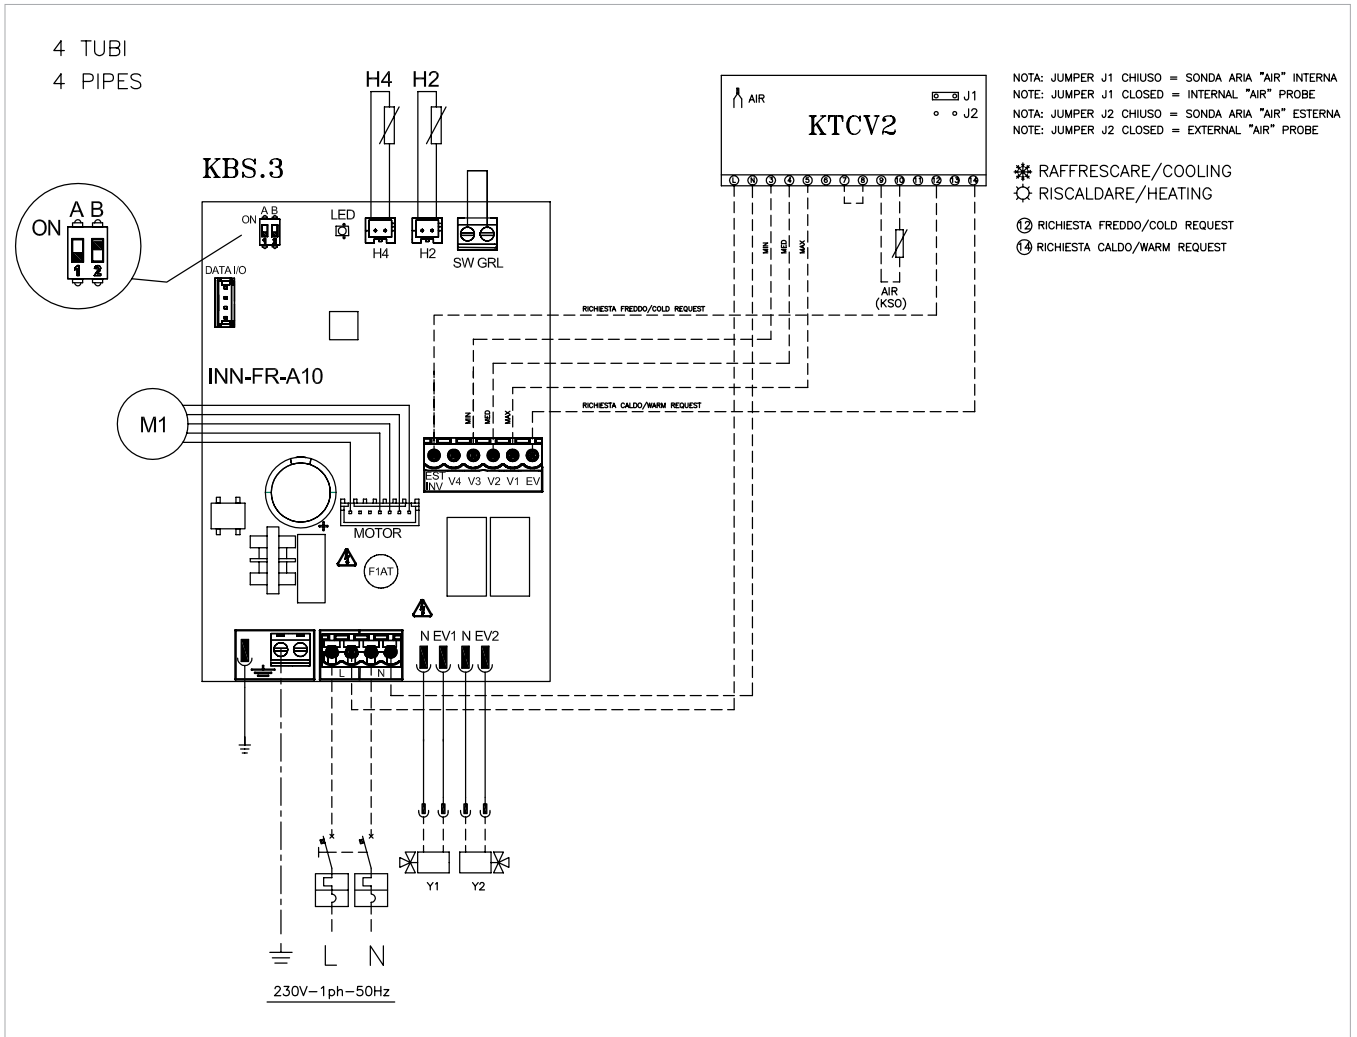 4 TUBI
4 PIPES
H4 H2
KBS.3
AIR
J1
J2
KTCV2
NOTA: JUMPER J1 CHIUSO = SONDA ARIA "AIR" INTERNA
NOTE: JUMPER J1 CLOSED = INTERNAL "AIR" PROBE
NOTA: JUMPER J2 CHIUSO = SONDA ARIA "AIR" ESTERNA
NOTE: JUMPER J2 CLOSED = EXTERNAL "AIR" PROBE
RAFFRESCARE/COOLING
RISCALDARE/HEATING
12 RICHIESTA FREDDO/COLD REQUEST
14 RICHIESTA CALDO/WARM REQUEST
L N 3 4 5 6 7 8 9 10 11 12 13 14
A B
ON
1 2
A B
ON
1 2
LED
H4
H2
SW GRL
DATA I/O
MIN
MED
MAX
AIR
(KSO)
RICHIESTA FREDDO/COLD REQUEST
INN-FR-A10
M1
RICHIESTA CALDO/WARM REQUEST
MIN
MED
MAX
EST
INV V4 V3 V2 V1 EV
MOTOR
F1AT
N EV1 N EV2
L N
Y1 Y2
L N
230V-1ph-50Hz